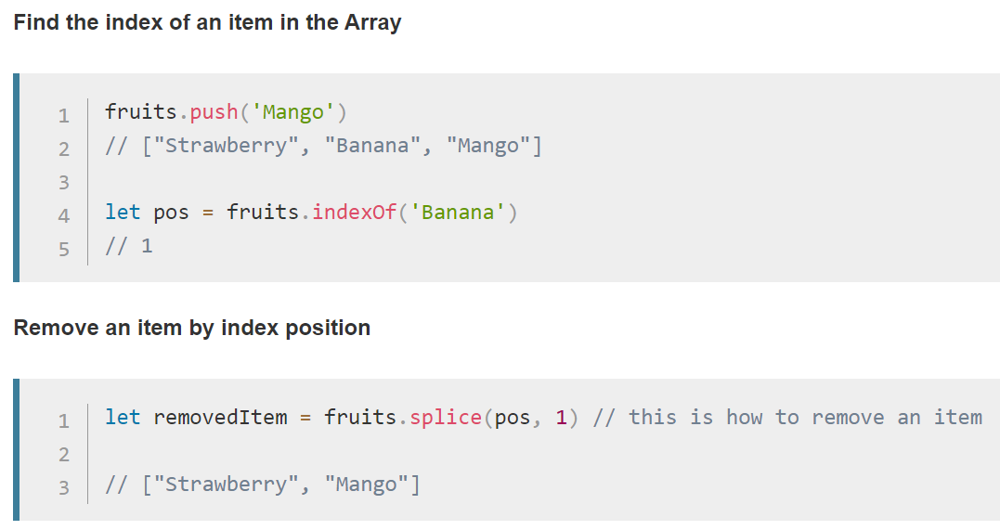 Find the index of an item in the Array
1 fruits.push('Mango')
2 // ["Strawberry", "Banana", "Mango"]
3
4 let pos = fruits.indexOf('Banana')
5 // 1
Remove an item by index position
1 let removedItem = fruits.splice(pos, 1) // this is how to remove an item
2
3 // ["Strawberry", "Mango"]